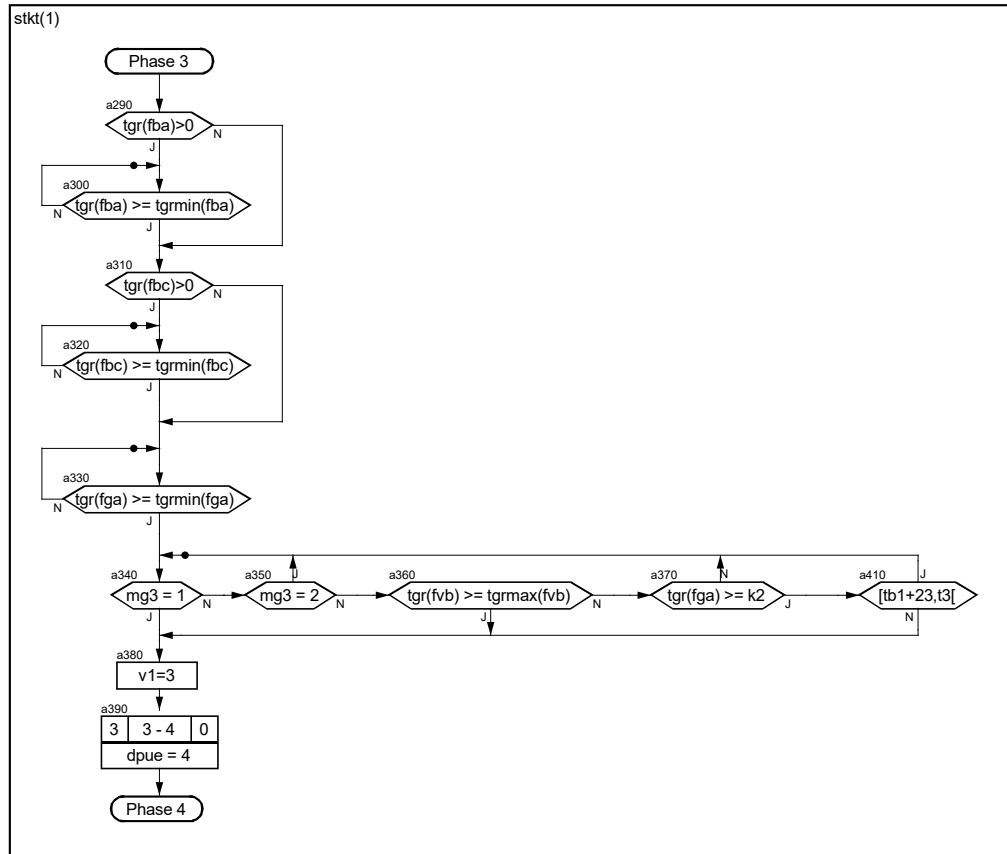 stkt(1)
Phase 3
a290
tgr(fba)>0
N
J
a300
tgr(fba) >= tgrmin(fba)
N
J
a310
tgr(fbc)>0
N
J
a320
tgr(fbc) >= tgrmin(fbc)
N
J
a330
tgr(fga) >= tgrmin(fga)
N
J
a340
mg3 = 1
N
J
a350
mg3 = 2
J
N
a360
tgr(fvb) >= tgrmax(fvb)
N
J
a370
tgr(fga) >= k2
N
J
a410
[tb1+23,t3[
J
N
a380
v1=3
a390
3 3 - 4 0
dpue = 4
Phase 4